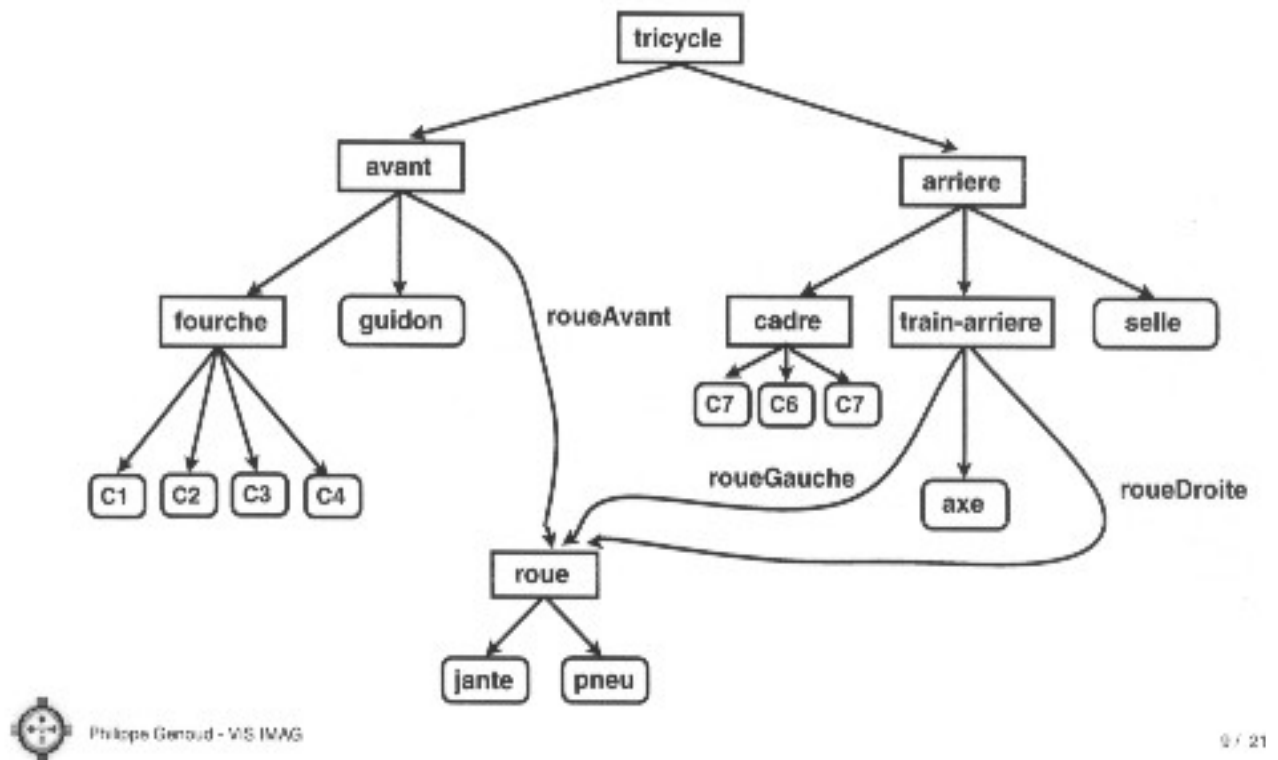 tricycle
avant
arriere
fourche
guidon
roueAvant
cadre
train-arriere
selle
C7 C6 C7
roueGauche
roueDroite
C1 C2 C3 C4
axe
roue
jante pneu
Philippe Genoud - VIS IMAG
9 / 21